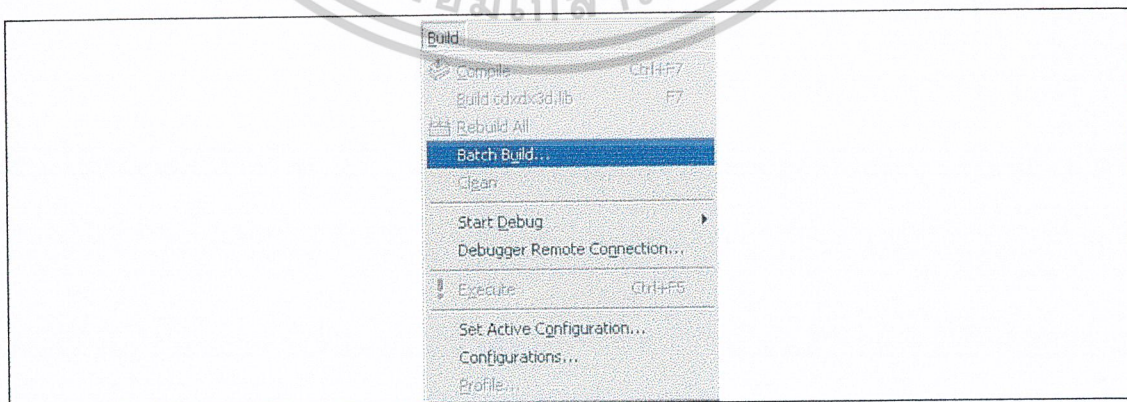 Build
Compile Ctrl+F7
Build cdxdx3d.lib F7
Rebuild All
Batch Build...
Clean
Start Debug
Debugger Remote Connection...
Execute Ctrl+F5
Set Active Configuration...
Configurations...
Profile...